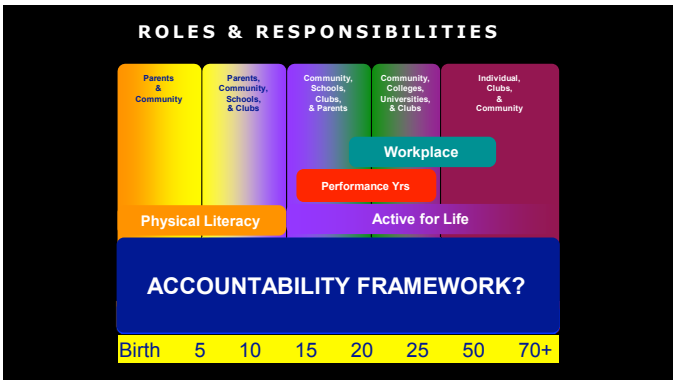 ROLES & RESPONSIBILITIES
Parents
&
Community
Parents,
Community,
Schools,
& Clubs
Community,
Schools,
Clubs,
& Parents
Community,
Colleges,
Universities,
& Clubs
Individual,
Clubs,
&
Community
Workplace
Performance Yrs
Physical Literacy
Active for Life
ACCOUNTABILITY FRAMEWORK?
Birth 5 10 15 20 25 50 70+